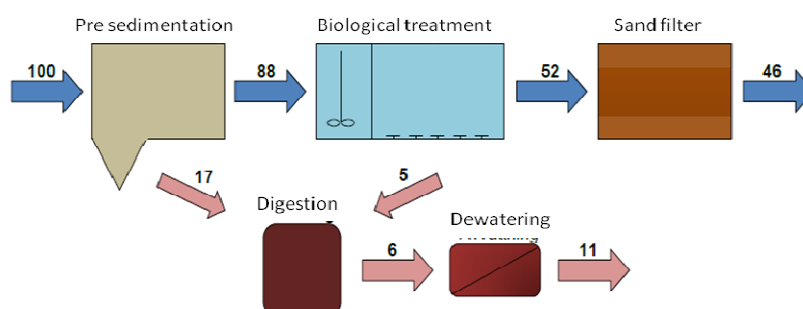 Pre sedimentation
Biological treatment
Sand filter
100
88
52
46
17
5
Digestion
Dewatering
6
11